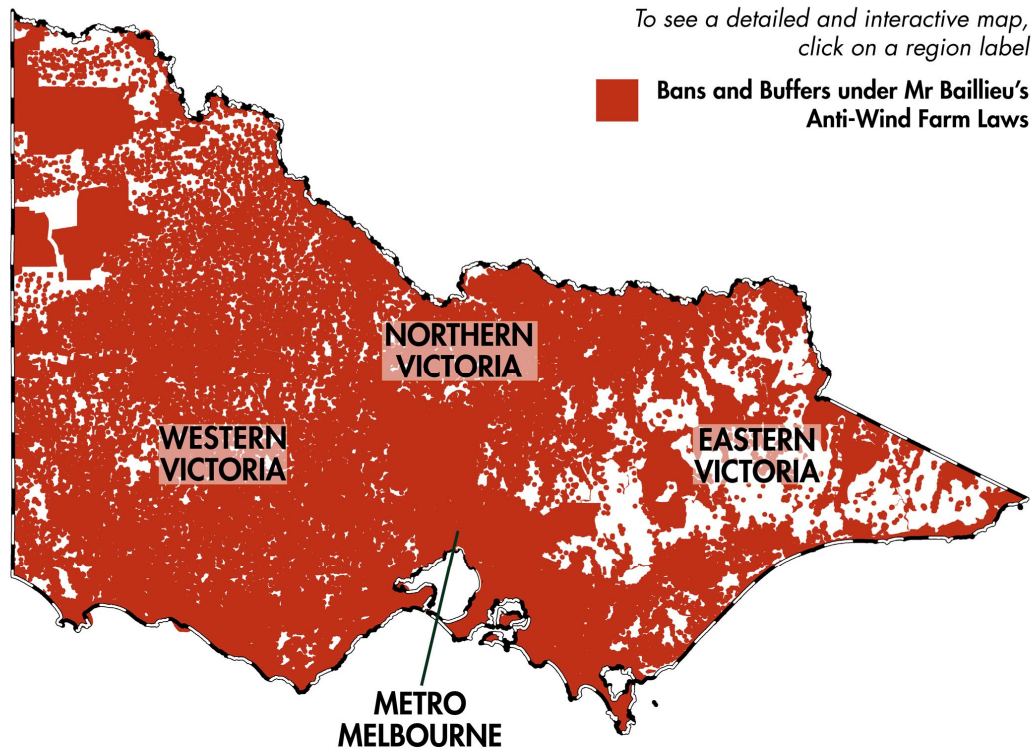 To see a detailed and interactive map,
click on a region label
Bans and Buffers under Mr Baillieu's
Anti-Wind Farm Laws
NORTHERN
VICTORIA
WESTERN
VICTORIA
EASTERN
VICTORIA
METRO
MELBOURNE